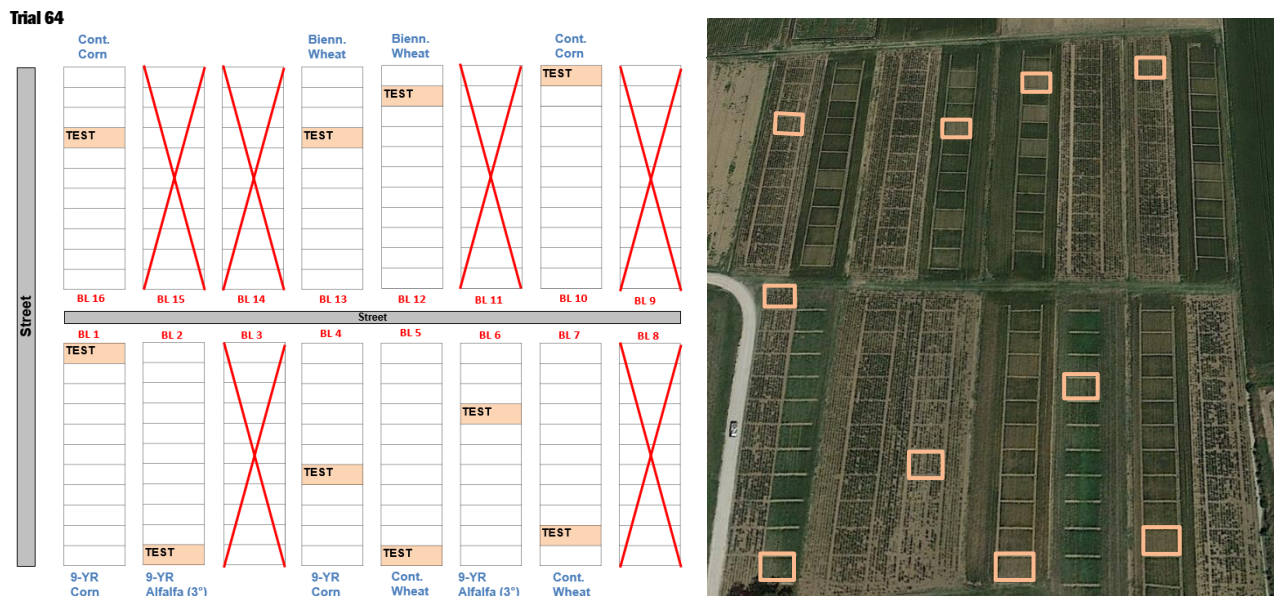 Trial 64
Cont.
Corn
Bienn.
Wheat
Bienn.
Wheat
Cont.
Corn
TEST
TEST
TEST
TEST
BL 16
BL 15
BL 14
BL 13
BL 12
BL 11
BL 10
BL 9
Street
Street
BL 1
BL 2
BL 3
BL 4
BL 5
BL 6
BL 7
BL 8
TEST
TEST
TEST
TEST
TEST
TEST
9-YR
Corn
9-YR
Alfalfa (3°)
9-YR
Corn
Cont.
Wheat
9-YR
Alfalfa (3°)
Cont.
Wheat